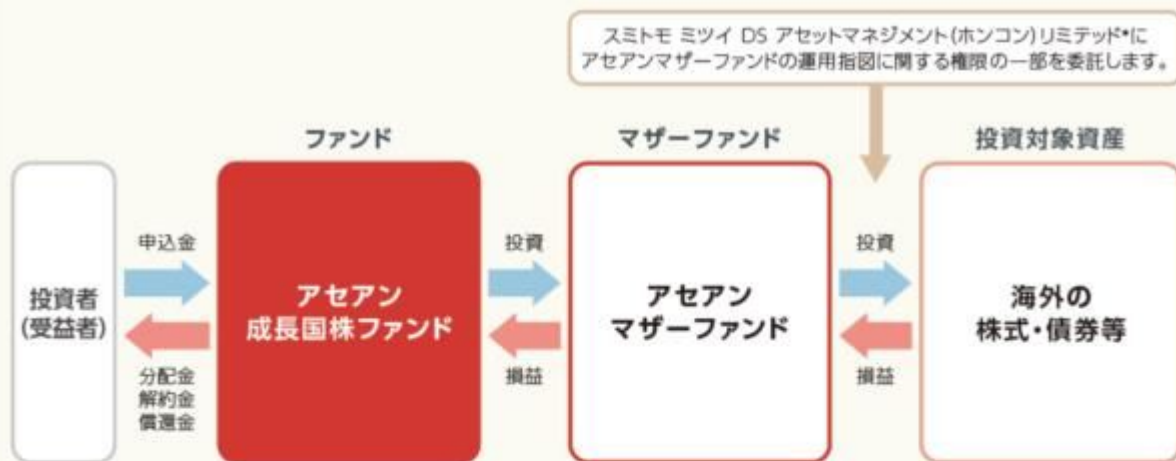 スミトモ ミツイ DS アセットマネジメント(ホンコン)リミテッド*に
アセアンマザーファンドの運用指図に関する権限の一部を委託します。
ファンド
マザーファンド
投資対象資産
投資者
(受益者)
申込金
分配金
解約金
償還金
アセアン
成長国株ファンド
投資
損益
アセアン
マザーファンド
投資
損益
海外の
株式・債券等